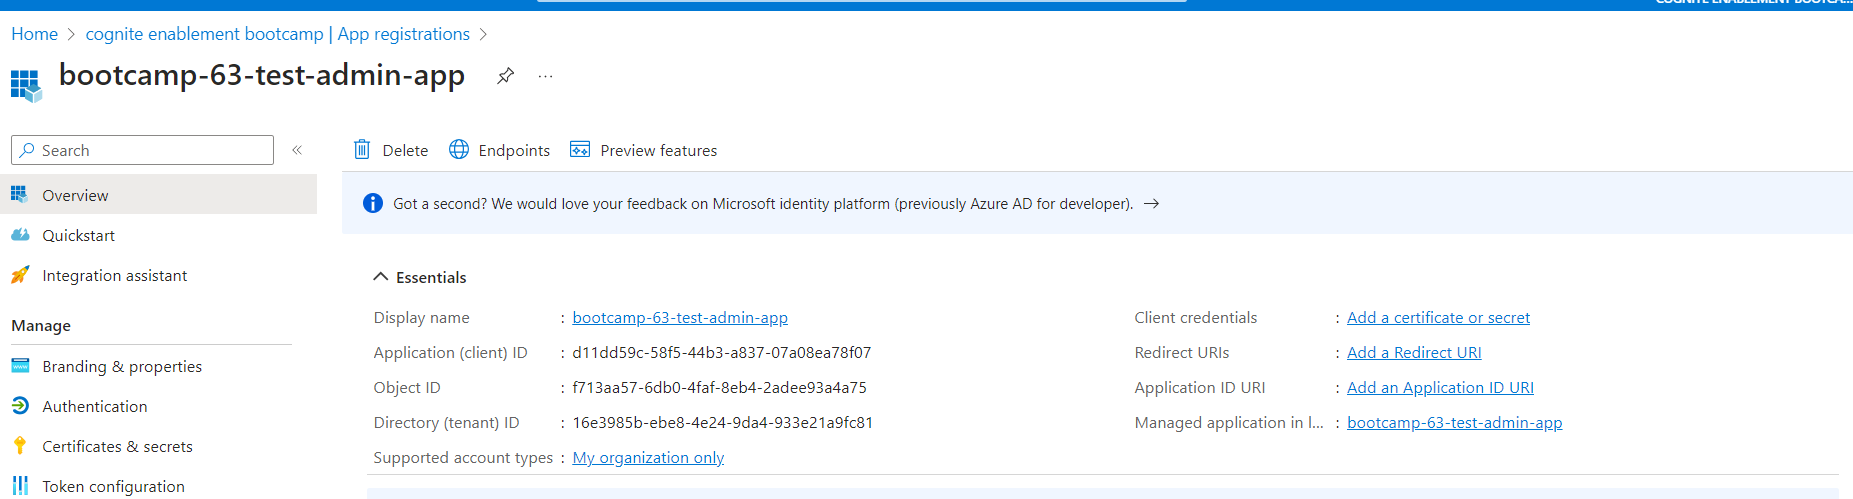 COGNITE ENABLEMENT BOOTCA...
Home > cognite enablement bootcamp | App registrations >
bootcamp-63-test-admin-app ...
Search «
Delete Endpoints Preview features
Overview
Got a second? We would love your feedback on Microsoft identity platform (previously Azure AD for developer). →
Quickstart
Integration assistant
Essentials
Manage
Display name : bootcamp-63-test-admin-app Client credentials : Add a certificate or secret
Application (client) ID : d11dd59c-58f5-44b3-a837-07a08ea78f07 Redirect URIs : Add a Redirect URI
Branding & properties
Object ID : f713aa57-6db0-4faf-8eb4-2adee93a4a75 Application ID URI : Add an Application ID URI
Authentication
Directory (tenant) ID : 16e3985b-ebe8-4e24-9da4-933e21a9fc81 Managed application in l... : bootcamp-63-test-admin-app
Certificates & secrets
Supported account types : My organization only
Token configuration